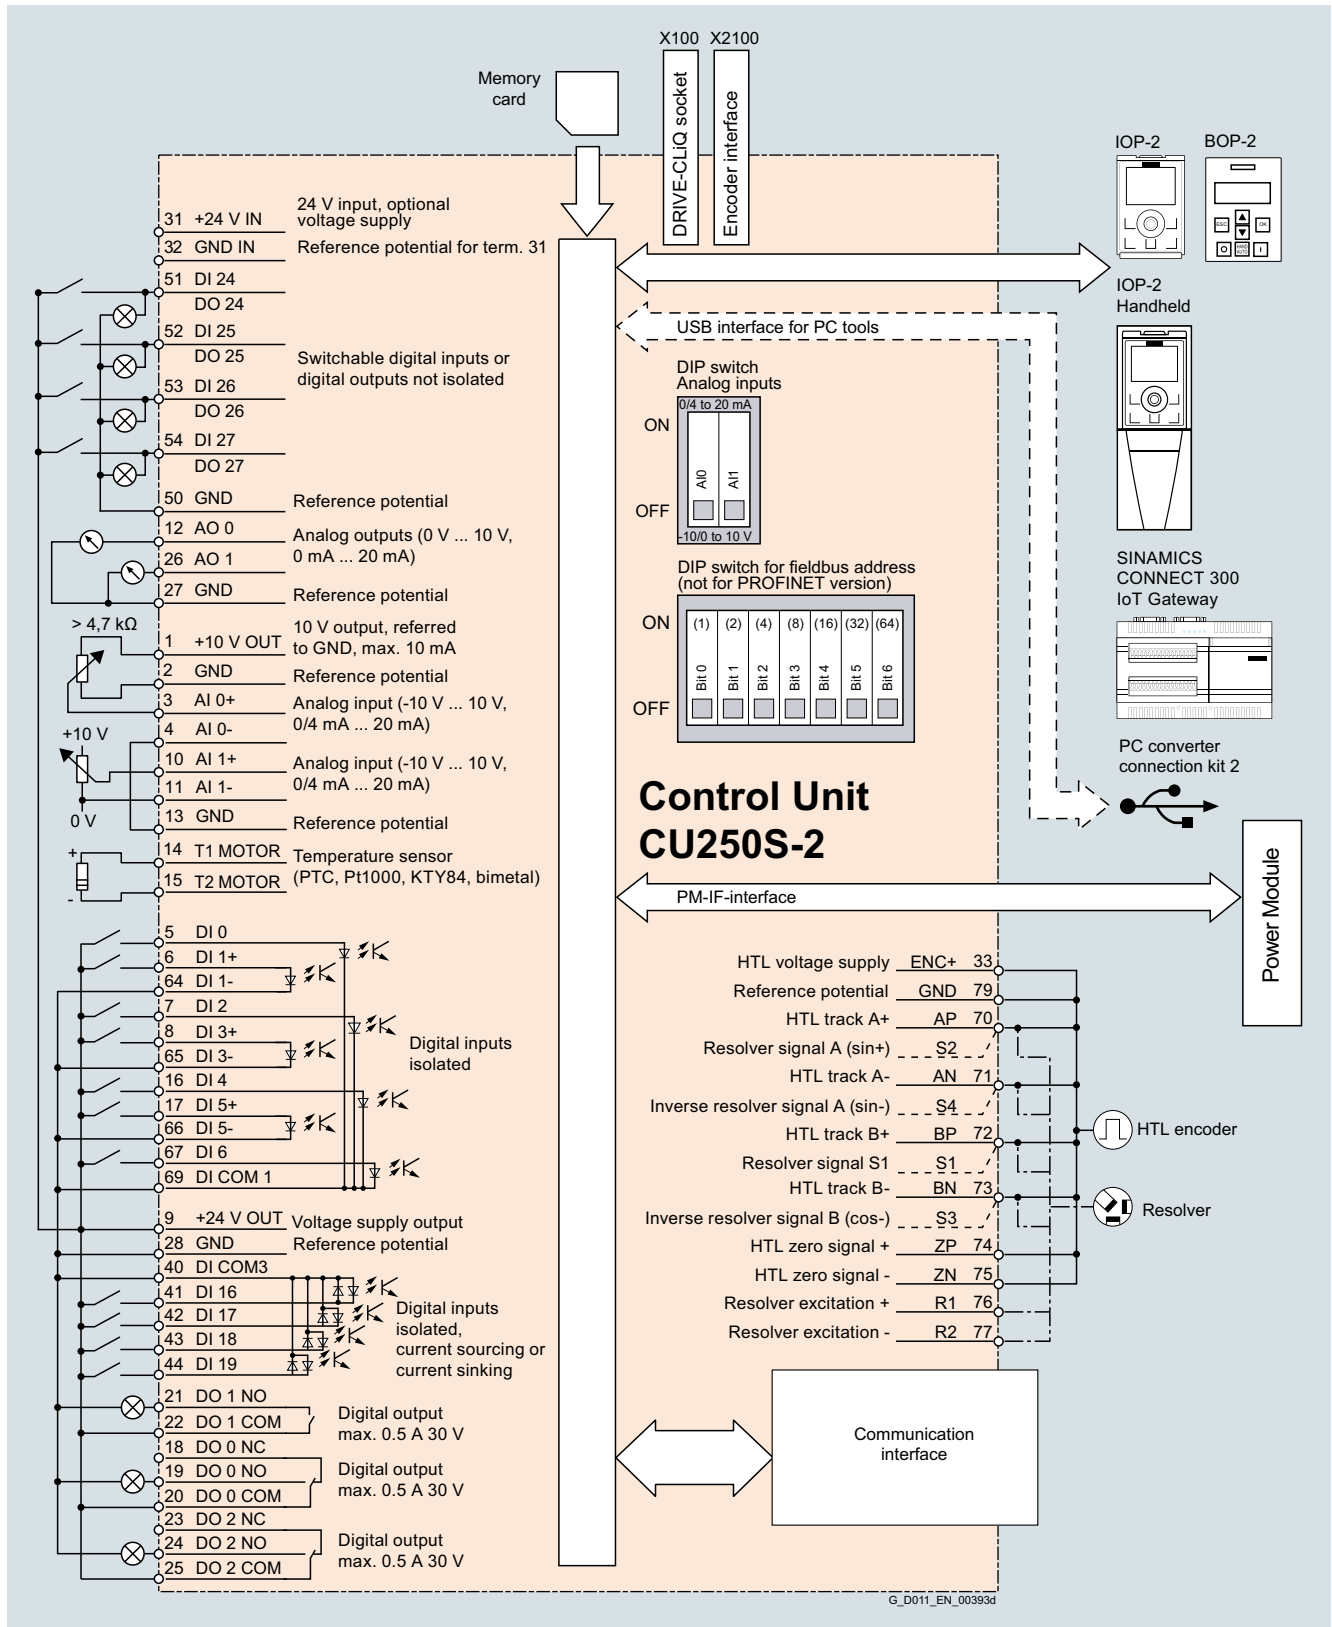 X100 X2100
Memory
card
DRIVE-CLiQ socket
Encoder interface
IOP-2 BOP-2
ESC OK
HAND
AUTO
31 +24 V IN
24 V input, optional
voltage supply
32 GND IN Reference potential for term. 31
51 DI 24
DO 24
52 DI 25
DO 25
53 DI 26
DO 26
54 DI 27
DO 27
Switchable digital inputs or
digital outputs not isolated
50 GND Reference potential
12 AO 0
26 AO 1
Analog outputs (0 V ... 10 V,
0 mA ... 20 mA)
27 GND Reference potential
> 4,7 kΩ
1 +10 V OUT
10 V output, referred
to GND, max. 10 mA
2 GND Reference potential
3 AI 0+
4 AI 0-
Analog input (-10 V ... 10 V,
0/4 mA ... 20 mA)
+10 V
10 AI 1+
11 AI 1-
Analog input (-10 V ... 10 V,
0/4 mA ... 20 mA)
0 V
13 GND Reference potential
+
-
14 T1 MOTOR
15 T2 MOTOR
Temperature sensor
(PTC, Pt1000, KTY84, bimetal)
5 DI 0
6 DI 1+
64 DI 1-
7 DI 2
8 DI 3+
65 DI 3-
16 DI 4
17 DI 5+
66 DI 5-
67 DI 6
69 DI COM 1
Digital inputs
isolated
9 +24 V OUT Voltage supply output
28 GND Reference potential
40 DI COM3
41 DI 16
42 DI 17
43 DI 18
44 DI 19
Digital inputs
isolated,
current sourcing or
current sinking
21 DO 1 NO
22 DO 1 COM
Digital output
max. 0.5 A 30 V
18 DO 0 NC
19 DO 0 NO
20 DO 0 COM
Digital output
max. 0.5 A 30 V
23 DO 2 NC
24 DO 2 NO
25 DO 2 COM
Digital output
max. 0.5 A 30 V
USB interface for PC tools
DIP switch
Analog inputs
0/4 to 20 mA
ON
AI0 AI1
OFF
-10/0 to 10 V
DIP switch for fieldbus address
(not for PROFINET version)
ON (1) (2) (4) (8) (16) (32) (64)
Bit 0 Bit 1 Bit 2 Bit 3 Bit 4 Bit 5 Bit 6
OFF
Control Unit
CU250S-2
PM-IF-interface
IOP-2
Handheld
SINAMICS
CONNECT 300
IoT Gateway
PC converter
connection kit 2
Power Module
HTL voltage supply ENC+ 33
Reference potential GND 79
HTL track A+ AP 70
Resolver signal A (sin+) S2
HTL track A- AN 71
Inverse resolver signal A (sin-) S4
HTL track B+ BP 72
Resolver signal S1 S1
HTL track B- BN 73
Inverse resolver signal B (cos-) S3
HTL zero signal + ZP 74
HTL zero signal - ZN 75
Resolver excitation + R1 76
Resolver excitation - R2 77
HTL encoder
Resolver
Communication
interface
G_D011_EN_00393d